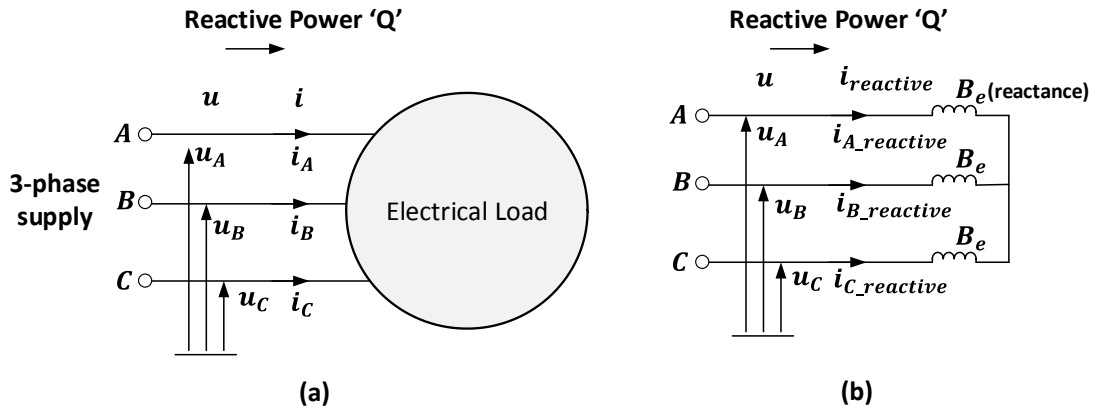 Reactive Power ‘Q’
u i
A
u_A i_A
3-phase
supply
B
u_B i_B
Electrical Load
C
u_C i_C
(a)
Reactive Power ‘Q’
u i_reactive
B_e(reactance)
A
u_A i_A_reactive
B
B_e
u_B i_B_reactive
C
B_e
u_C i_C_reactive
(b)